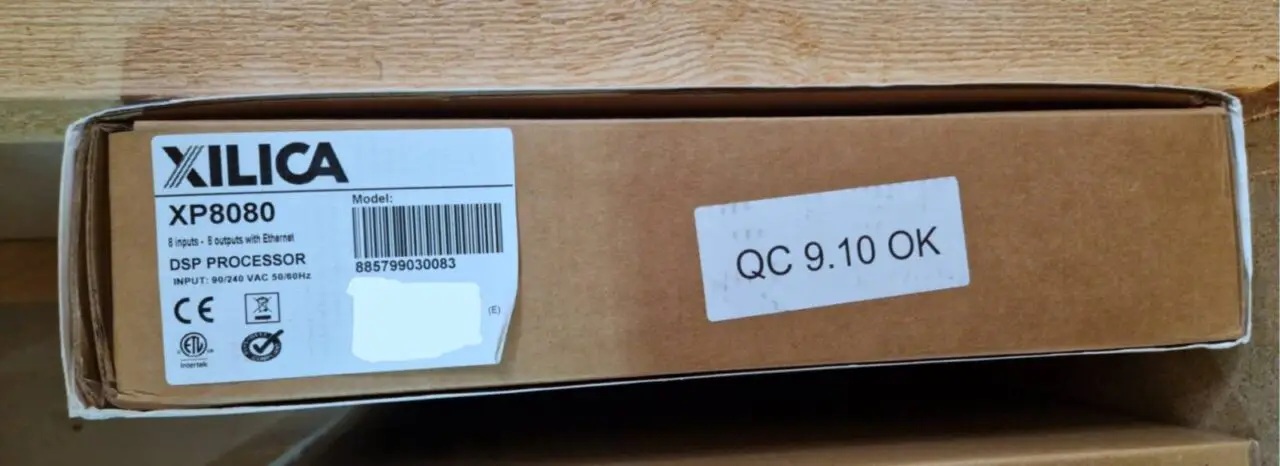 XILICA
XP8080
8 inputs - 8 outputs with Ethernet
DSP PROCESSOR
INPUT: 90/240 VAC 50/60Hz
Model:
885799030083
CE
ETL
Intertek
(E)
QC 9.10 OK